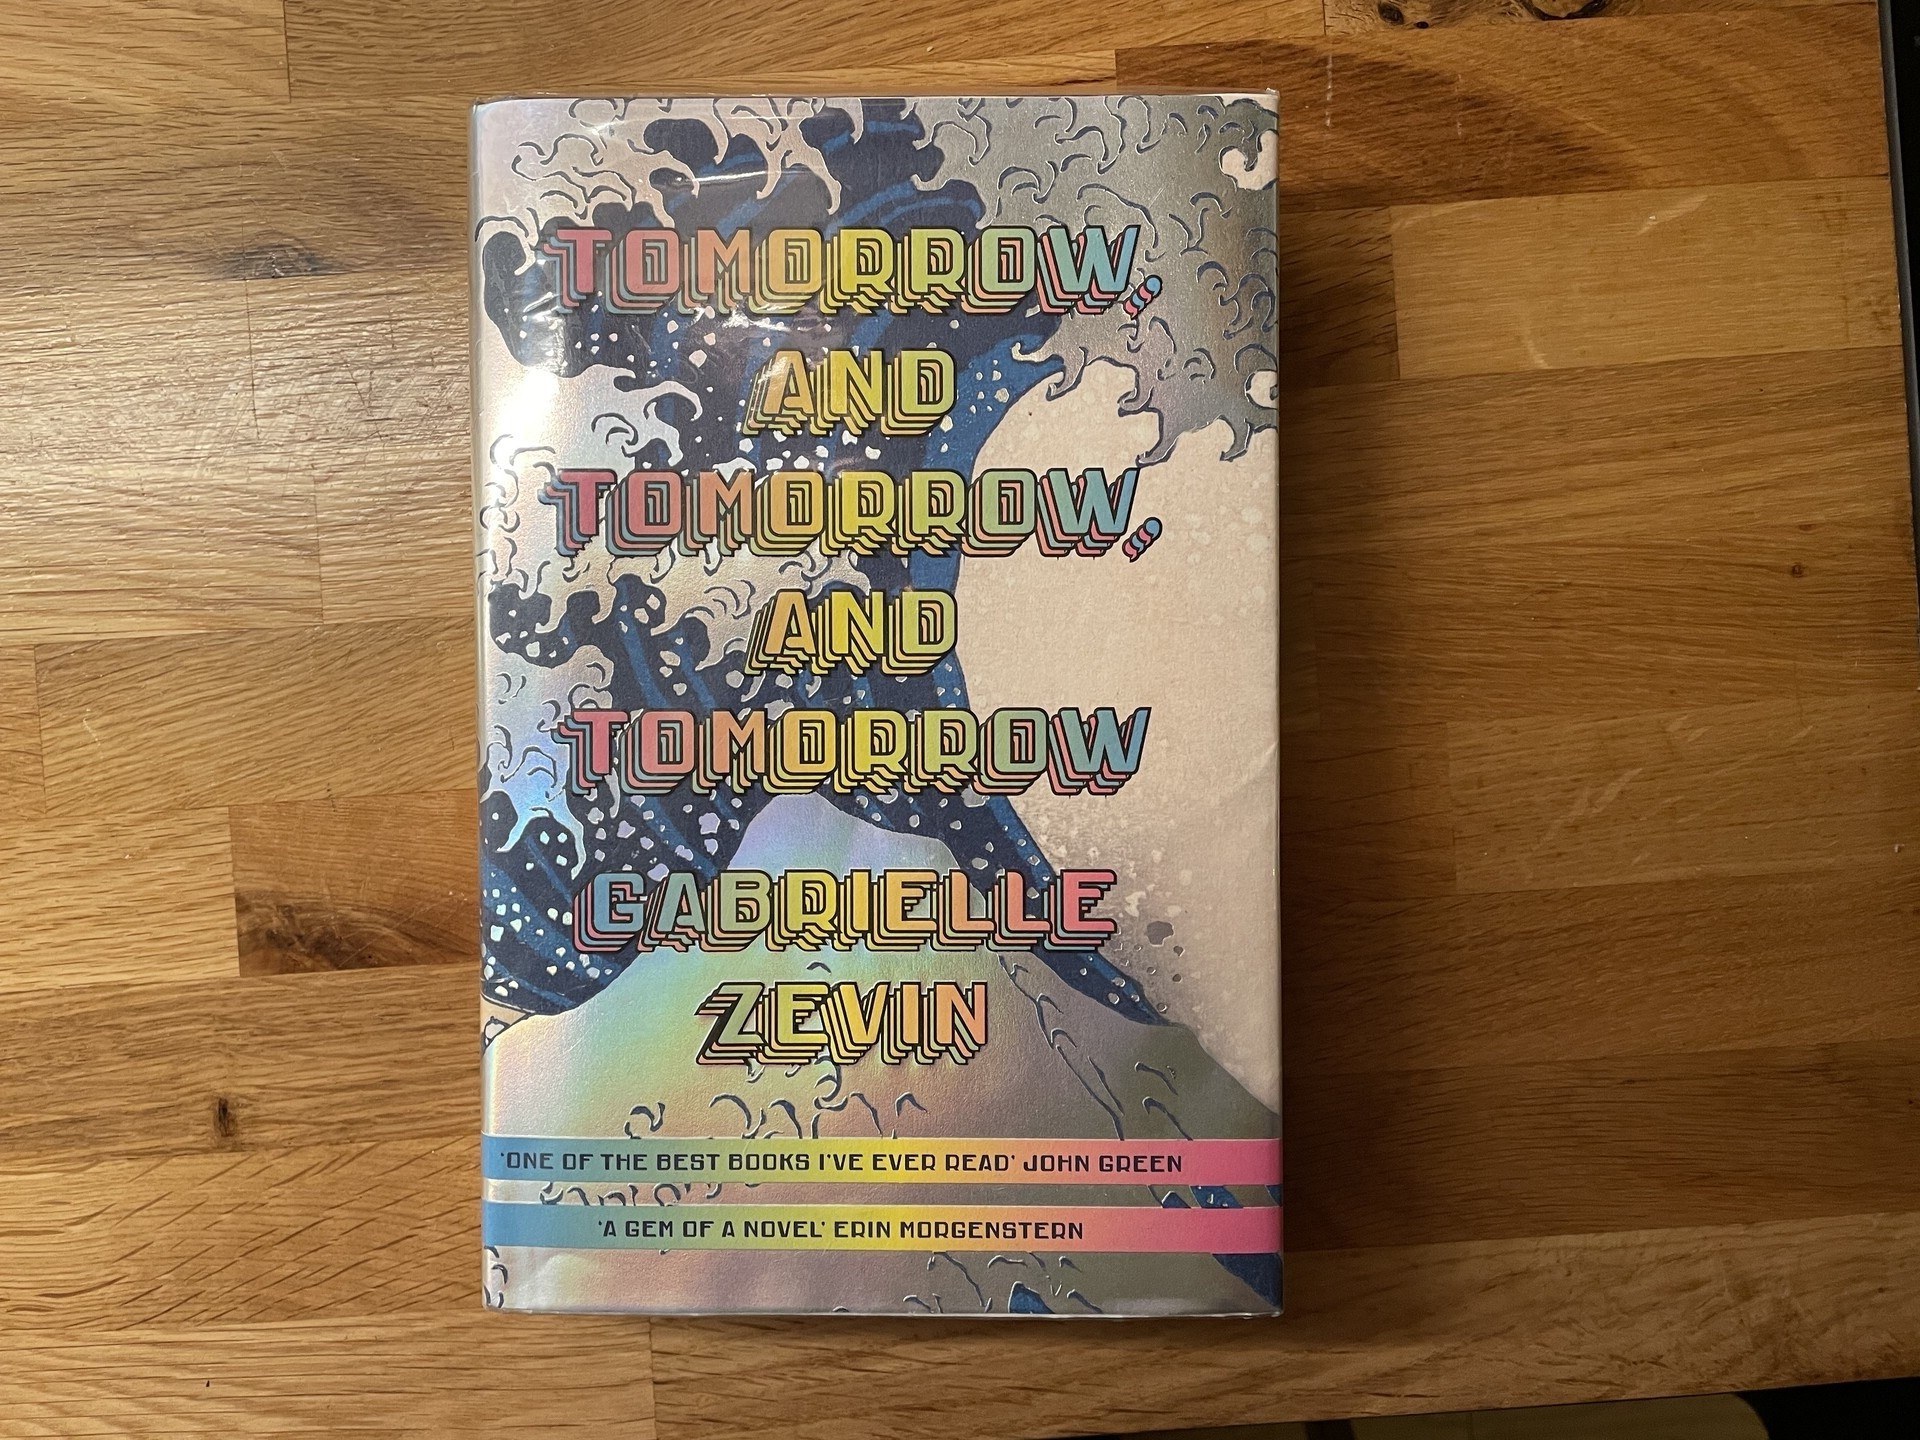 TOMORROW,
AND
TOMORROW,
AND
TOMORROW
GABRIELLE
ZEVIN
‘ONE OF THE BEST BOOKS I’VE EVER READ’ JOHN GREEN
‘A GEM OF A NOVEL’ ERIN MORGENSTERN